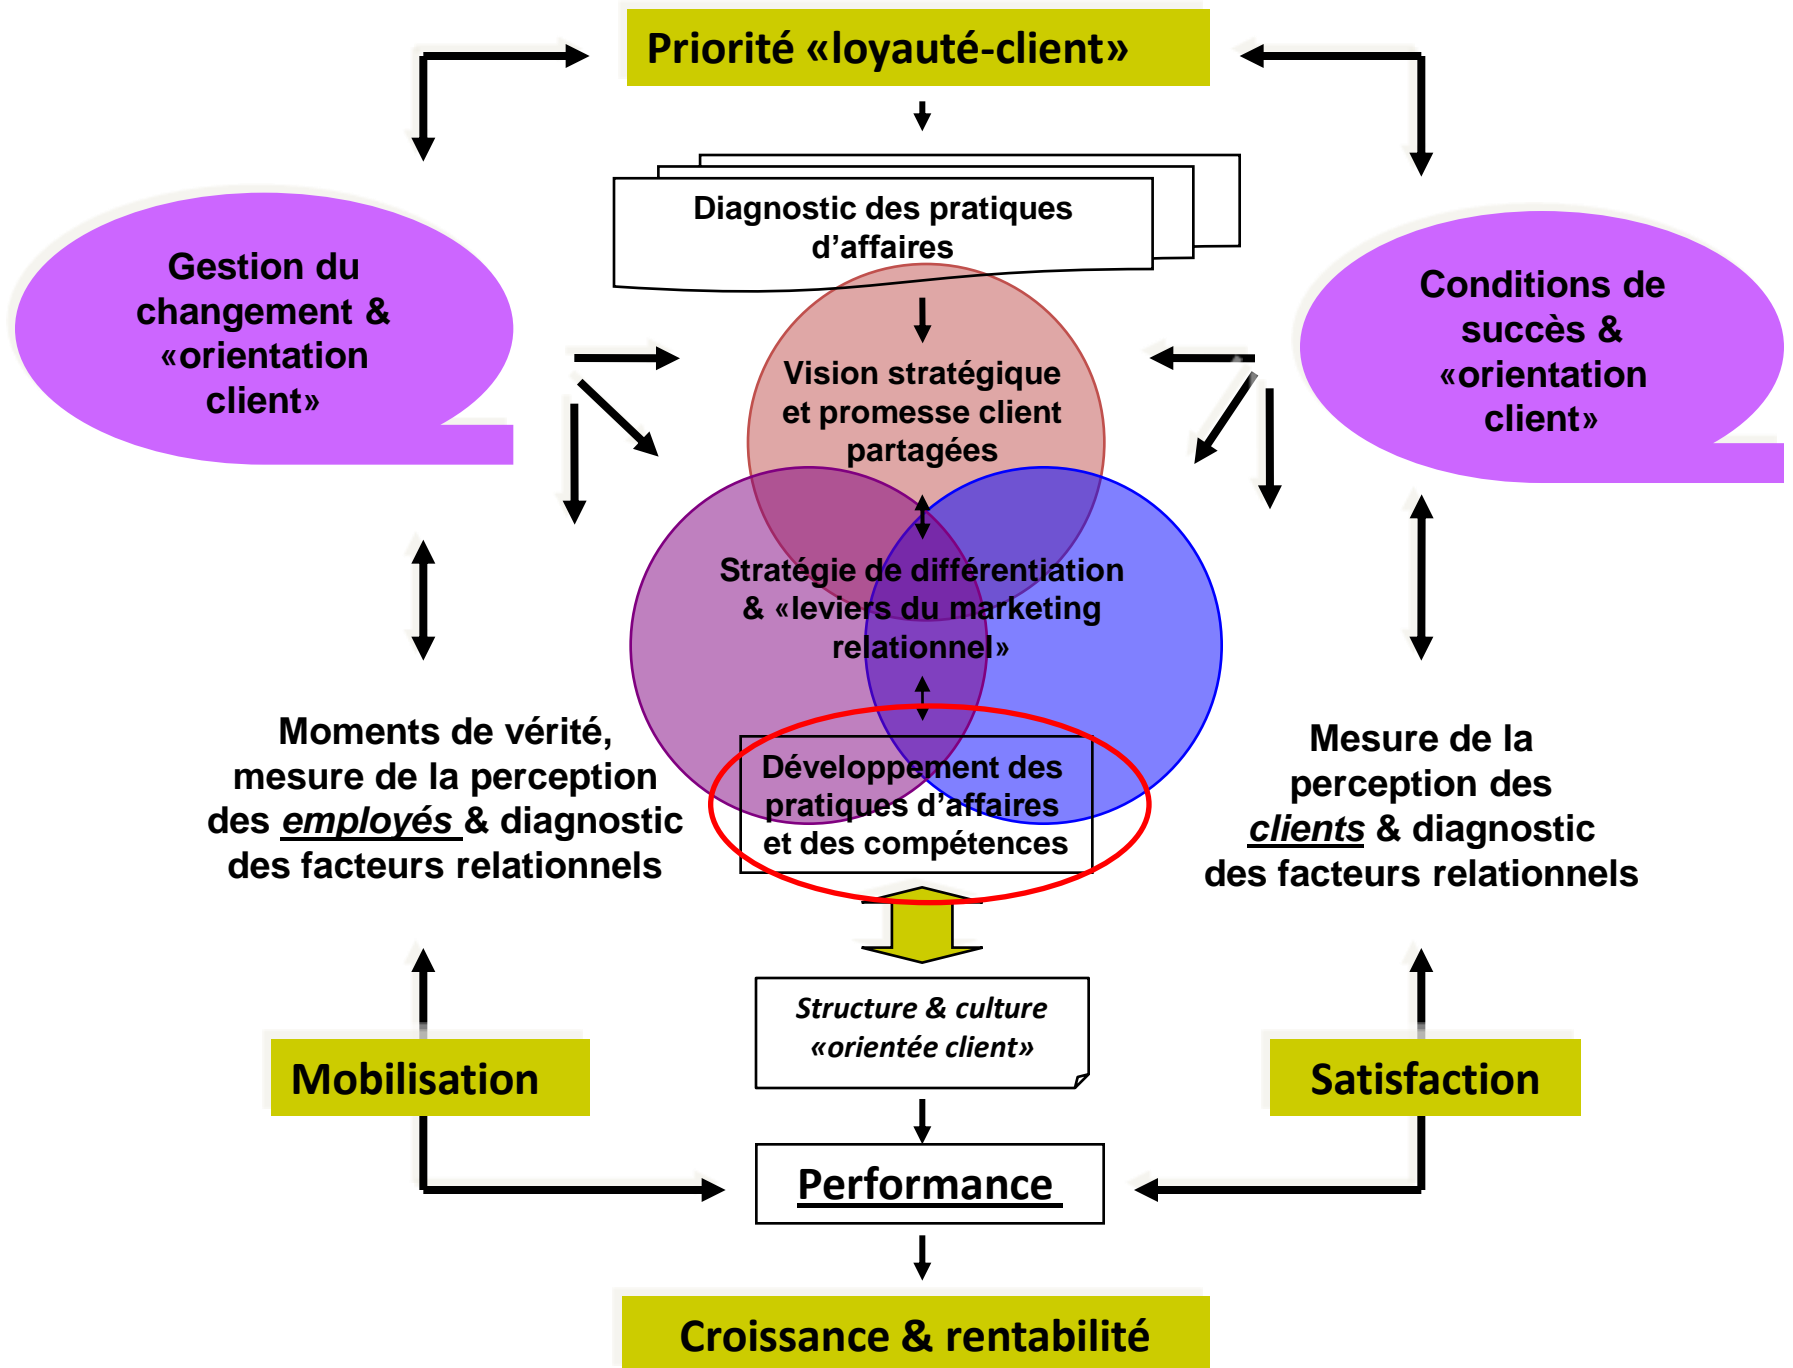 Priorité «loyauté-client»
Diagnostic des pratiques
d’affaires
Gestion du
changement &
«orientation
client»
Conditions de
succès &
«orientation
client»
Vision stratégique
et promesse client
partagées
Stratégie de différentiation
& «leviers du marketing
relationnel»
Moments de vérité,
mesure de la perception
des employés & diagnostic
des facteurs relationnels
Développement des
pratiques d’affaires
et des compétences
Mesure de la
perception des
clients & diagnostic
des facteurs relationnels
Structure & culture
«orientée client»
Mobilisation
Satisfaction
Performance
Croissance & rentabilité